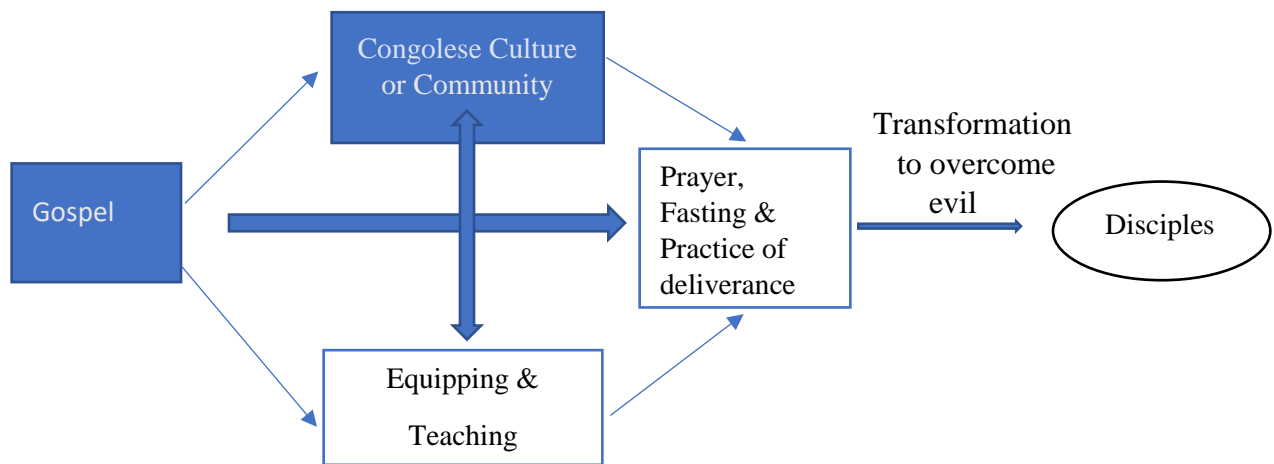 Congolese Culture
or Community
Gospel
Prayer,
Fasting &
Practice of
deliverance
Transformation
to overcome
evil
Disciples
Equipping &
Teaching